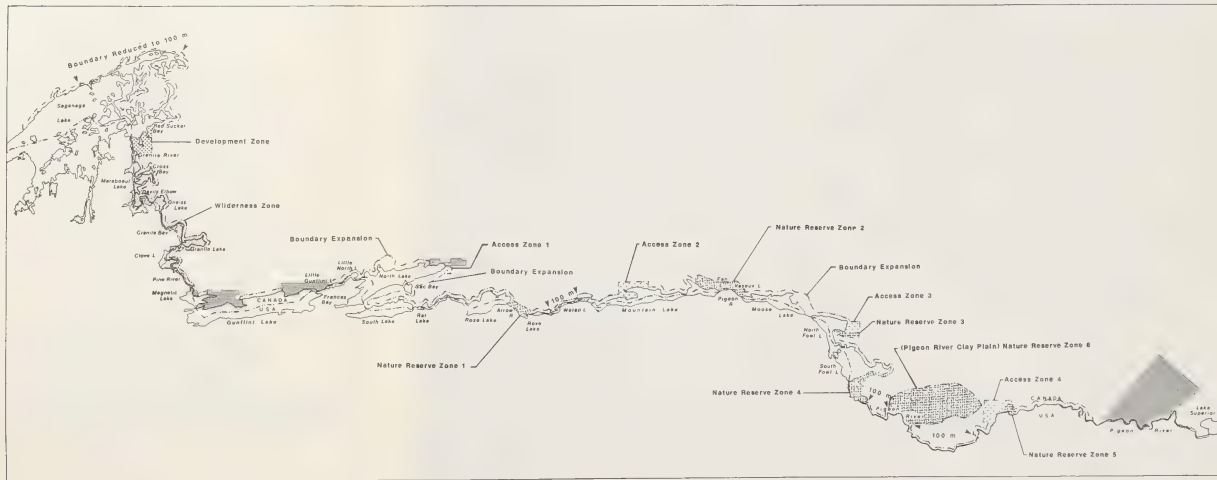 Boundary Reduced to 100 m
Saganaga
Lake
Red Sucker
Bay
Development Zone
Granite River
Cross
Bay
Maraboeuf
Lake
Devils Elbow
Gneiss
Lake
Wilderness Zone
Granite Bay
Granite Lake
Clove L
Pine River
Magnetic
Lake
Boundary Expansion
Access Zone 1
Little
North L
Little
Gunflint L
North Lake
Boundary Expansion
CANADA
USA
Frances
Bay
Gunflint Lake
South Lake
Rat
Lake
Rose Lake
Arrow
R
Rove
Lake
100 m
Watap L
Nature Reserve Zone 1
Access Zone 2
Mountain Lake
Nature Reserve Zone 2
Fan
L
Vaseux L
Pigeon
R
Moose
Lake
Boundary Expansion
Access Zone 3
Nature Reserve Zone 3
North
Fowl L
South
Fowl L
(Pigeon River Clay Plain) Nature Reserve Zone 6
Nature Reserve Zone 4
100 m
Pigeon
River
Access Zone 4
100 m
CANADA
USA
Nature Reserve Zone 5
Pigeon River
Lake
Superior